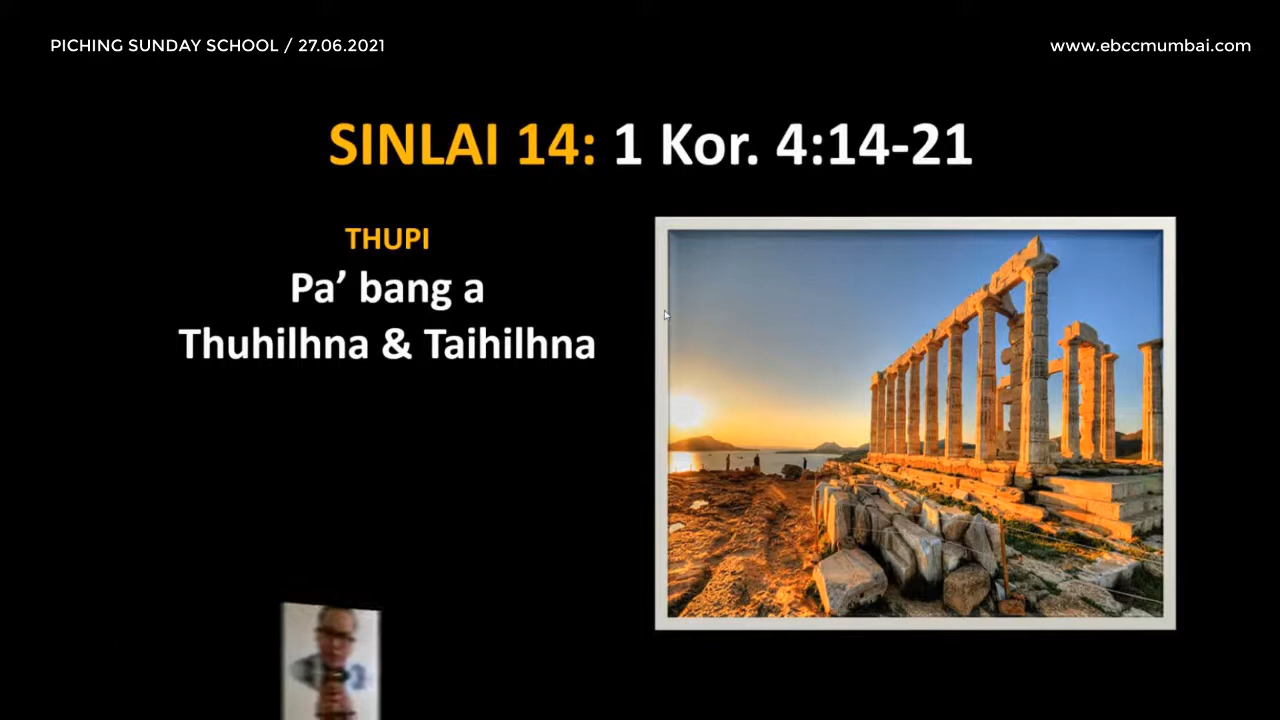 PICHING SUNDAY SCHOOL / 27.06.2021
www.ebccmumbai.com
SINLAI 14: 1 Kor. 4:14-21
THUPI
Pa’ bang a
Thuhilhna & Taihilhna